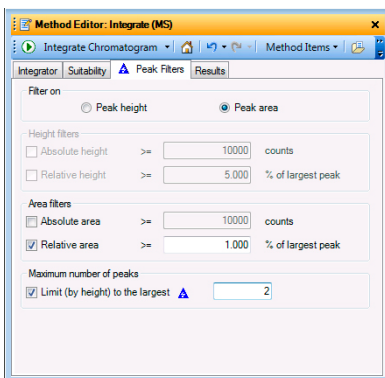 Method Editor: Integrate (MS)
Integrate Chromatogram Method Items
Integrator Suitability Peak Filters Results
Filter on
Peak height Peak area
Height filters
Absolute height >= 10000 counts
Relative height >= 5.000 % of largest peak
Area filters
Absolute area >= 10000 counts
Relative area >= 1.000 % of largest peak
Maximum number of peaks
Limit (by height) to the largest 2